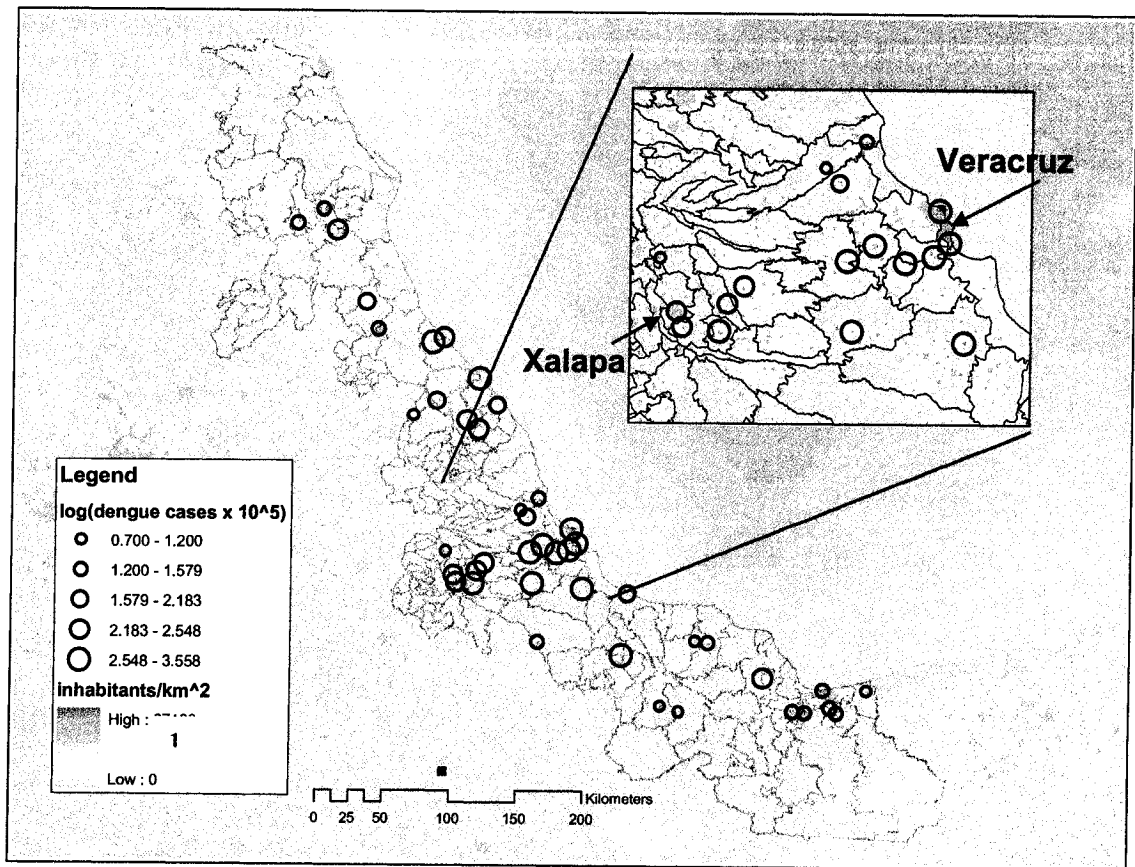 Veracruz
Xalapa
Legend
log(dengue cases x 10^5)
0.700 - 1.200
1.200 - 1.579
1.579 - 2.183
2.183 - 2.548
2.548 - 3.558
inhabitants/km^2
High :
1
Low : 0
Kilometers
0 25 50 100 150 200